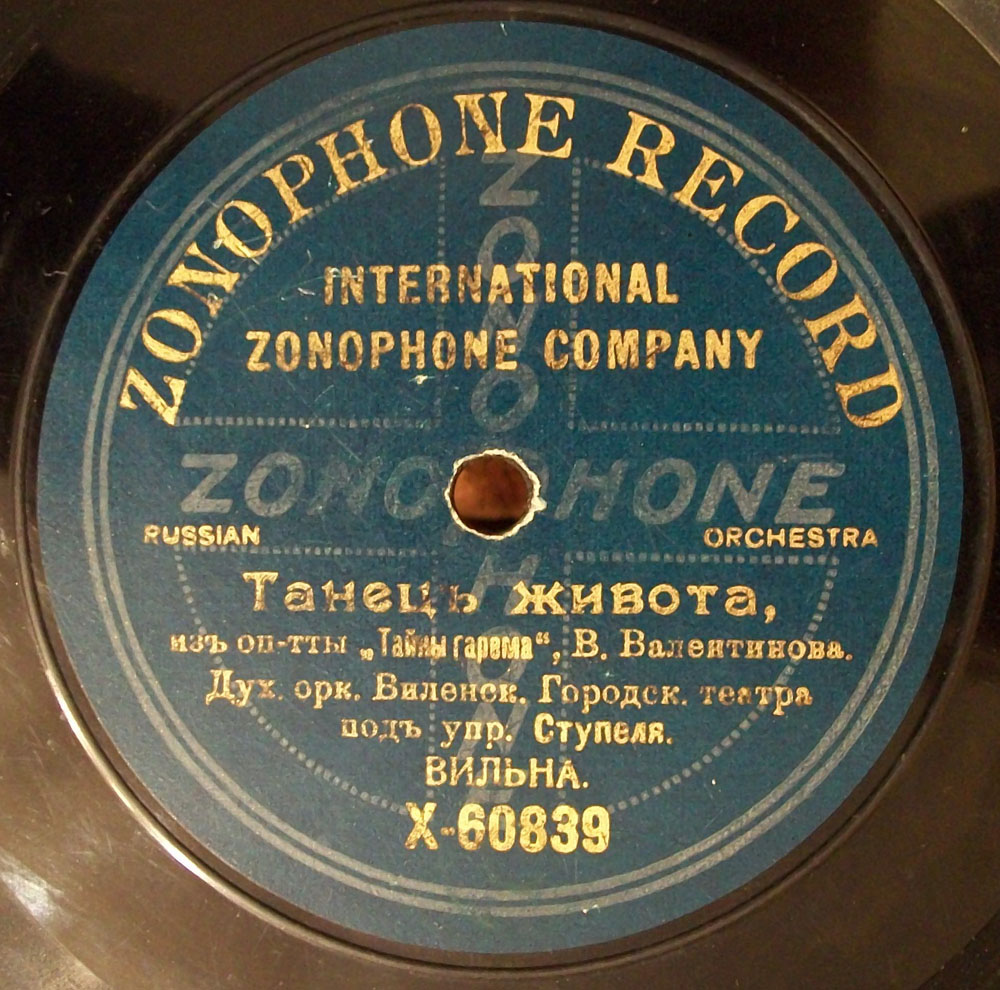 ZONOPHONE RECORD
INTERNATIONAL
ZONOPHONE COMPANY
ZONOPHONE
ZONOPHONE
RUSSIAN ORCHESTRA
Танецъ живота,
изъ оп-тты „Тайны гарема“, В. Валентинова.
Дух. орк. Виленск. Городск. театра
подъ упр. Ступеля.
ВИЛЬНА.
X-60839